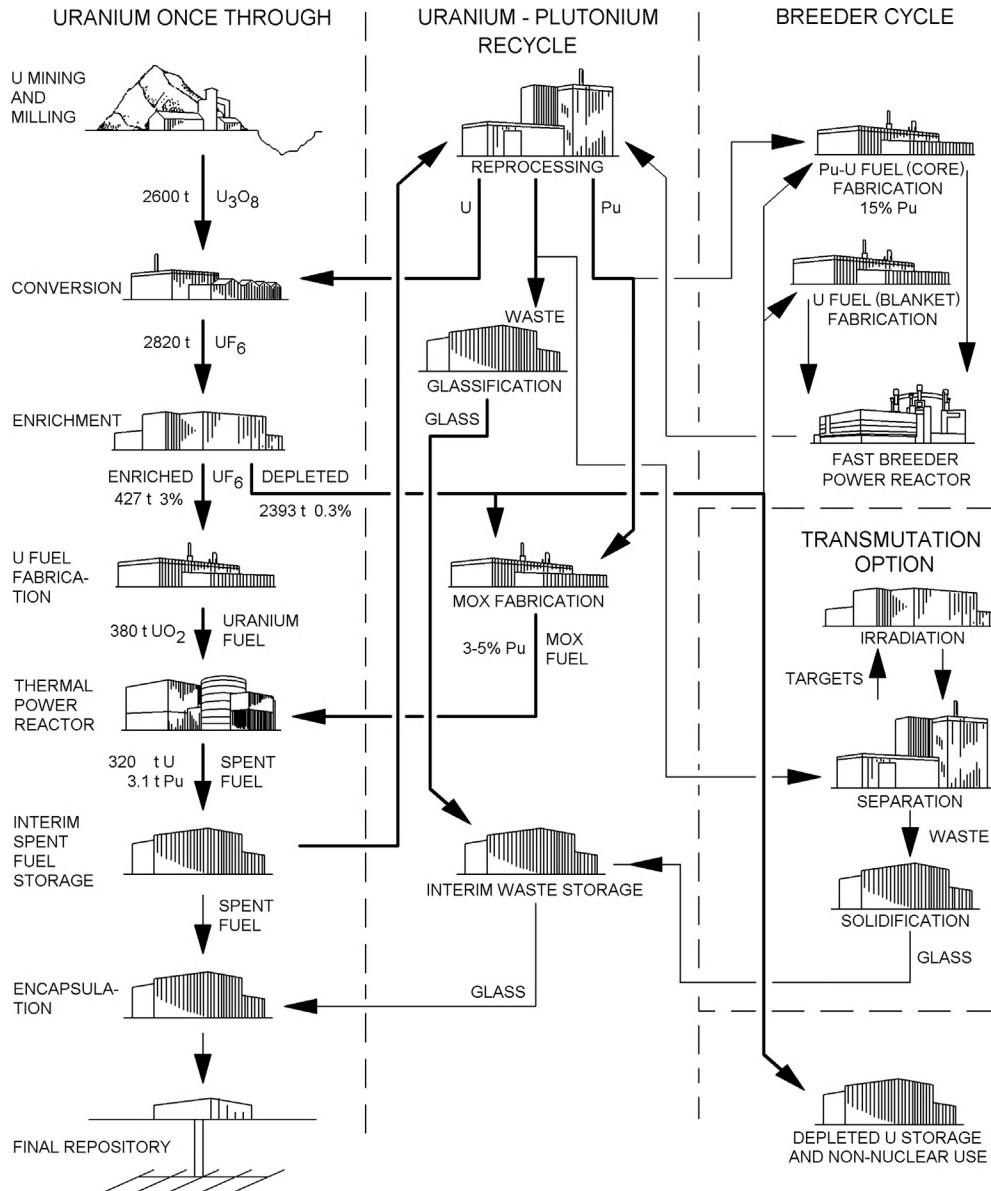 URANIUM ONCE THROUGH
U MINING
AND
MILLING
2600 t U₃O₈
CONVERSION
2820 t UF₆
ENRICHMENT
ENRICHED UF₆ DEPLETED
427 t 3%
2393 t 0.3%
U FUEL
FABRICA-
TION
380 t UO₂
URANIUM
FUEL
THERMAL
POWER
REACTOR
320 t U
3.1 t Pu
SPENT
FUEL
INTERIM
SPENT
FUEL
STORAGE
SPENT
FUEL
ENCAPSULA-
TION
FINAL REPOSITORY
URANIUM - PLUTONIUM
RECYCLE
REPROCESSING
U
Pu
WASTE
GLASSIFICATION
GLASS
MOX FABRICATION
3-5% Pu
MOX
FUEL
INTERIM WASTE STORAGE
GLASS
BREEDER CYCLE
Pu-U FUEL (CORE)
FABRICATION
15% Pu
U FUEL (BLANKET)
FABRICATION
FAST BREEDER
POWER REACTOR
TRANSMUTATION
OPTION
IRRADIATION
TARGETS
SEPARATION
WASTE
SOLIDIFICATION
GLASS
DEPLETED U STORAGE
AND NON-NUCLEAR USE